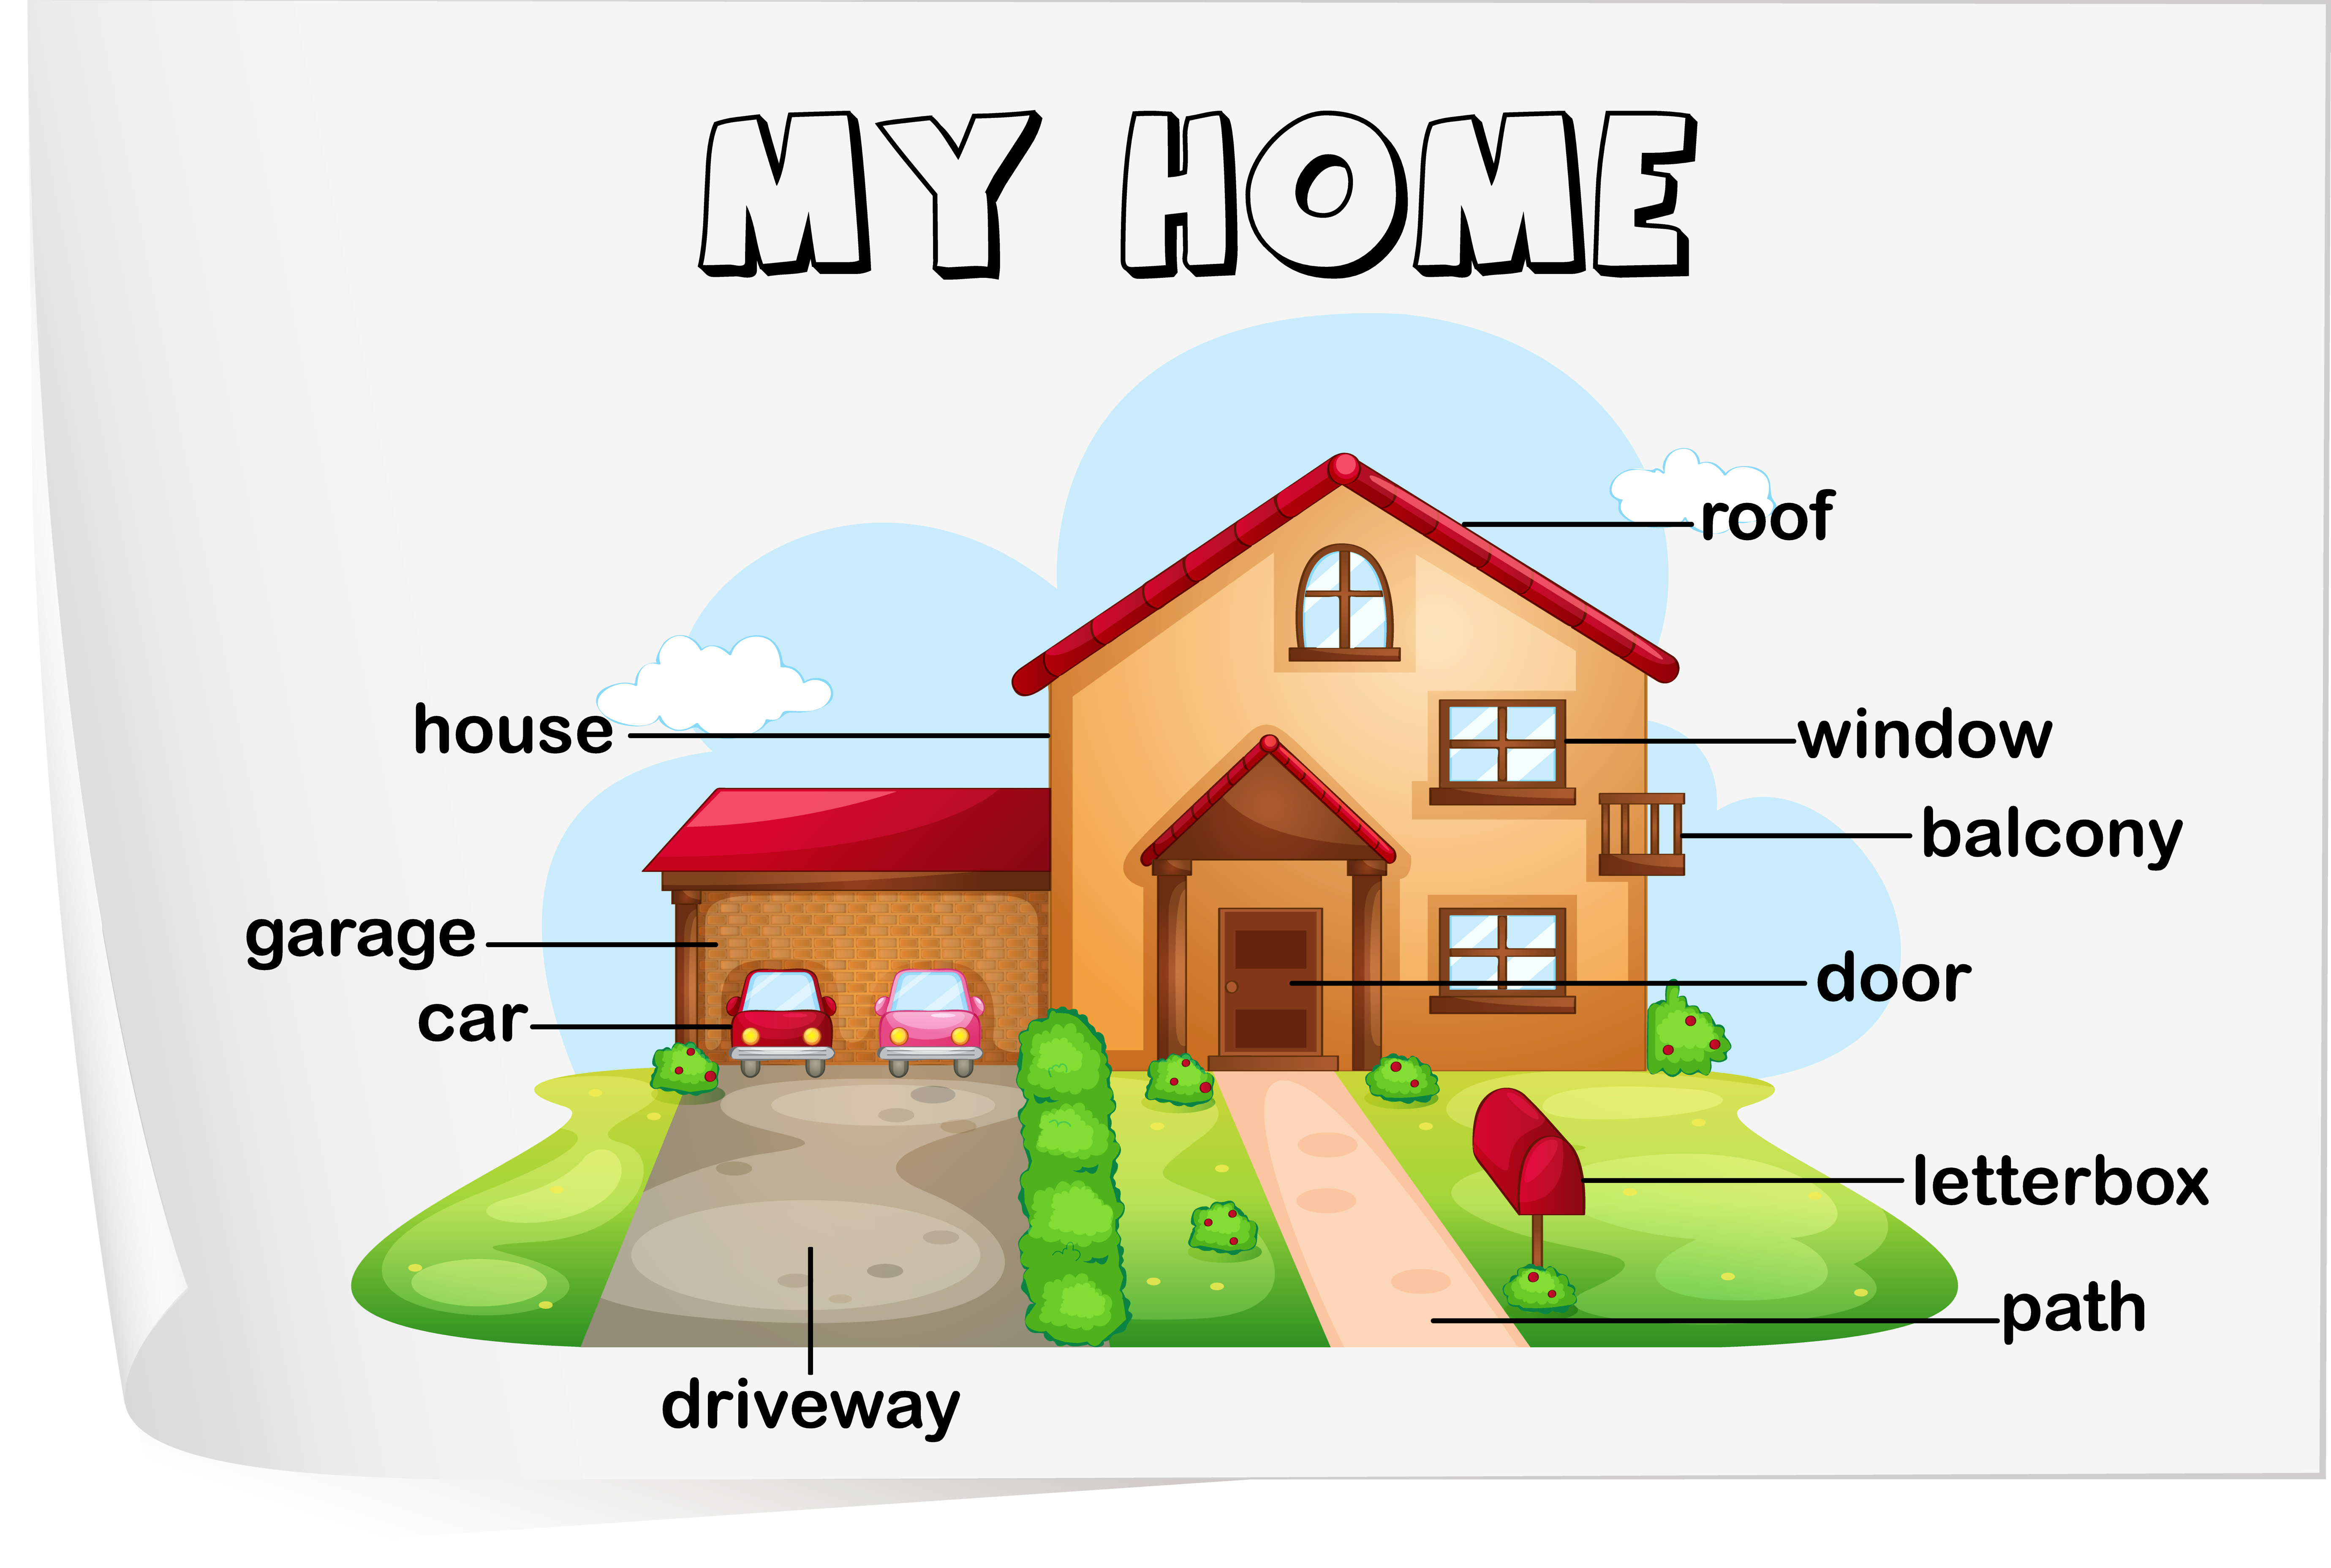 MY HOME
roof
house
window
balcony
garage
door
car
letterbox
path
driveway